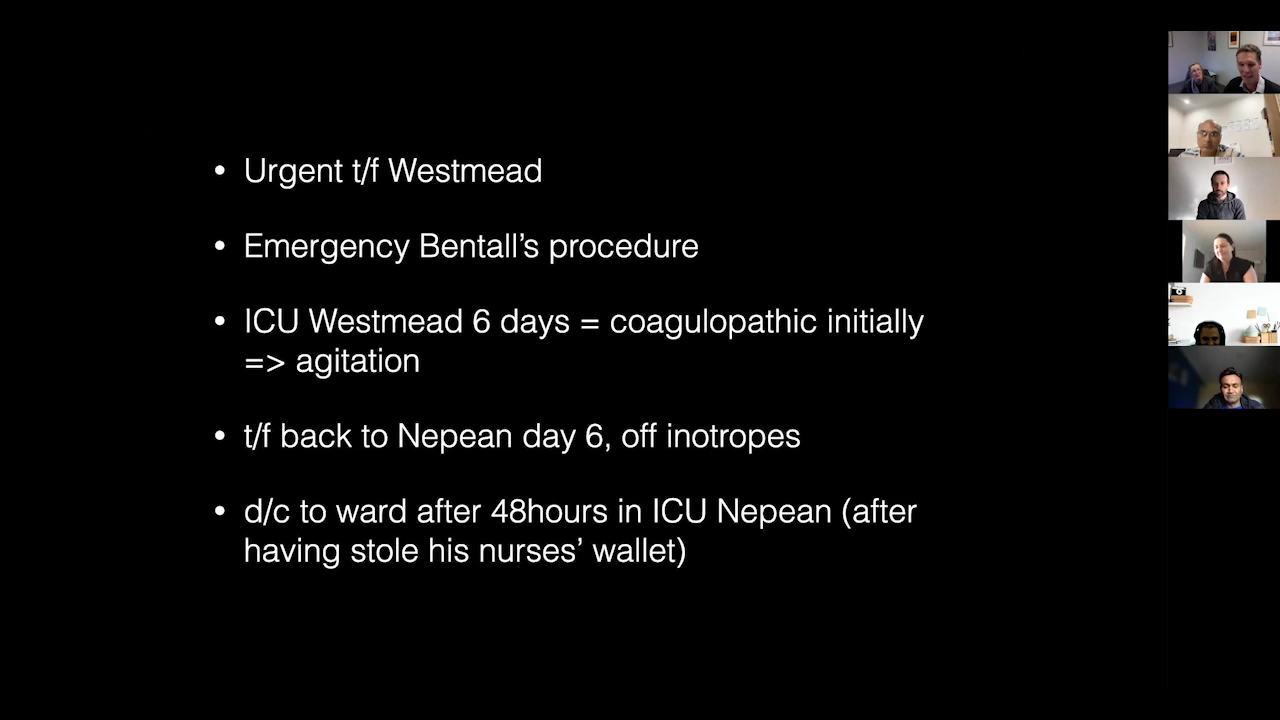 • Urgent t/f Westmead
• Emergency Bentall’s procedure
• ICU Westmead 6 days = coagulopathic initially
=> agitation
• t/f back to Nepean day 6, off inotropes
• d/c to ward after 48hours in ICU Nepean (after
having stole his nurses’ wallet)